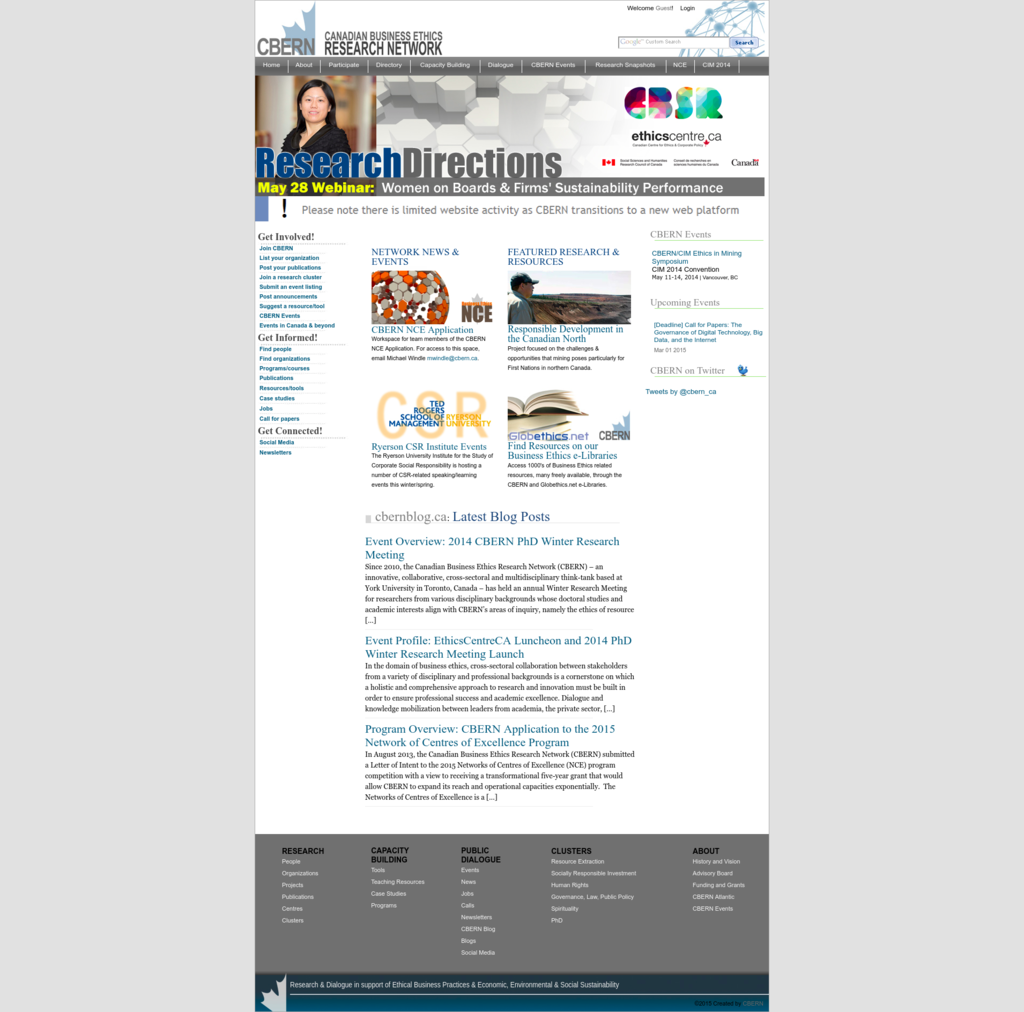 Welcome Guest! Login
CBERN
CANADIAN BUSINESS ETHICS
RESEARCH NETWORK
Google™ Custom Search
Search
Home About Participate Directory Capacity Building Dialogue CBERN Events Research Snapshots NCE CIM 2014
CBSR
ethicscentre.ca
Canadian Centre for Ethics & Corporate Policy
Social Sciences and Humanities
Research Council of Canada
Conseil de recherches en
sciences humaines du Canada
Canada
ResearchDirections
May 28 Webinar: Women on Boards & Firms' Sustainability Performance
! Please note there is limited website activity as CBERN transitions to a new web platform
Get Involved!
Join CBERN
List your organization
Post your publications
Join a research cluster
Submit an event listing
Post announcements
Suggest a resource/tool
CBERN Events
Events in Canada & beyond
Get Informed!
Find people
Find organizations
Programs/courses
Publications
Resources/tools
Case studies
Jobs
Call for papers
Get Connected!
Social Media
Newsletters
NETWORK NEWS &
EVENTS
NCE
CBERN NCE Application
Workspace for team members of the CBERN
NCE Application. For access to this space,
email Michael Windle mwindle@cbern.ca.
FEATURED RESEARCH &
RESOURCES
Responsible Development in
the Canadian North
Project focused on the challenges &
opportunities that mining poses particularly for
First Nations in northern Canada.
CSR
TED
ROGERS
SCHOOL OF RYERSON
MANAGEMENT UNIVERSITY
Ryerson CSR Institute Events
The Ryerson University Institute for the Study of
Corporate Social Responsibility is hosting a
number of CSR-related speaking/learning
events this winter/spring.
Globethics.net
CBERN
Find Resources on our
Business Ethics e-Libraries
Access 1000's of Business Ethics related
resources, many freely available, through the
CBERN and Globethics.net e-Libraries.
CBERN Events
CBERN/CIM Ethics in Mining
Symposium
CIM 2014 Convention
May 11-14, 2014 | Vancouver, BC
Upcoming Events
[Deadline] Call for Papers: The
Governance of Digital Technology, Big
Data, and the Internet
Mar 01 2015
CBERN on Twitter
Tweets by @cbern_ca
cbernblog.ca: Latest Blog Posts
Event Overview: 2014 CBERN PhD Winter Research
Meeting
Since 2010, the Canadian Business Ethics Research Network (CBERN) – an
innovative, collaborative, cross-sectoral and multidisciplinary think-tank based at
York University in Toronto, Canada – has held an annual Winter Research Meeting
for researchers from various disciplinary backgrounds whose doctoral studies and
academic interests align with CBERN's areas of inquiry, namely the ethics of resource
[...]
Event Profile: EthicsCentreCA Luncheon and 2014 PhD
Winter Research Meeting Launch
In the domain of business ethics, cross-sectoral collaboration between stakeholders
from a variety of disciplinary and professional backgrounds is a cornerstone on which
a holistic and comprehensive approach to research and innovation must be built in
order to ensure professional success and academic excellence. Dialogue and
knowledge mobilization between leaders from academia, the private sector, [...]
Program Overview: CBERN Application to the 2015
Network of Centres of Excellence Program
In August 2013, the Canadian Business Ethics Research Network (CBERN) submitted
a Letter of Intent to the 2015 Networks of Centres of Excellence (NCE) program
competition with a view to receiving a transformational five-year grant that would
allow CBERN to expand its reach and operational capacities exponentially. The
Networks of Centres of Excellence is a [...]
RESEARCH
People
Organizations
Projects
Publications
Centres
Clusters
CAPACITY
BUILDING
Tools
Teaching Resources
Case Studies
Programs
PUBLIC
DIALOGUE
Events
News
Jobs
Calls
Newsletters
CBERN Blog
Blogs
Social Media
CLUSTERS
Resource Extraction
Socially Responsible Investment
Human Rights
Governance, Law, Public Policy
Spirituality
PhD
ABOUT
History and Vision
Advisory Board
Funding and Grants
CBERN Atlantic
CBERN Events
Research & Dialogue in support of Ethical Business Practices & Economic, Environmental & Social Sustainability
©2010 Created by CBERN